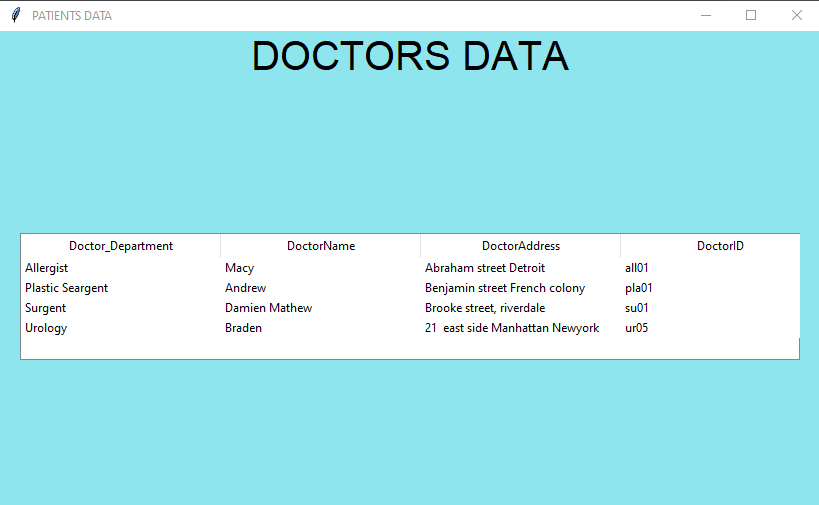 PATIENTS DATA
DOCTORS DATA
Doctor_Department DoctorName DoctorAddress DoctorID
Allergist Macy Abraham street Detroit all01
Plastic Seargent Andrew Benjamin street French colony pla01
Surgent Damien Mathew Brooke street, riverdale su01
Urology Braden 21  east side Manhattan Newyork ur05